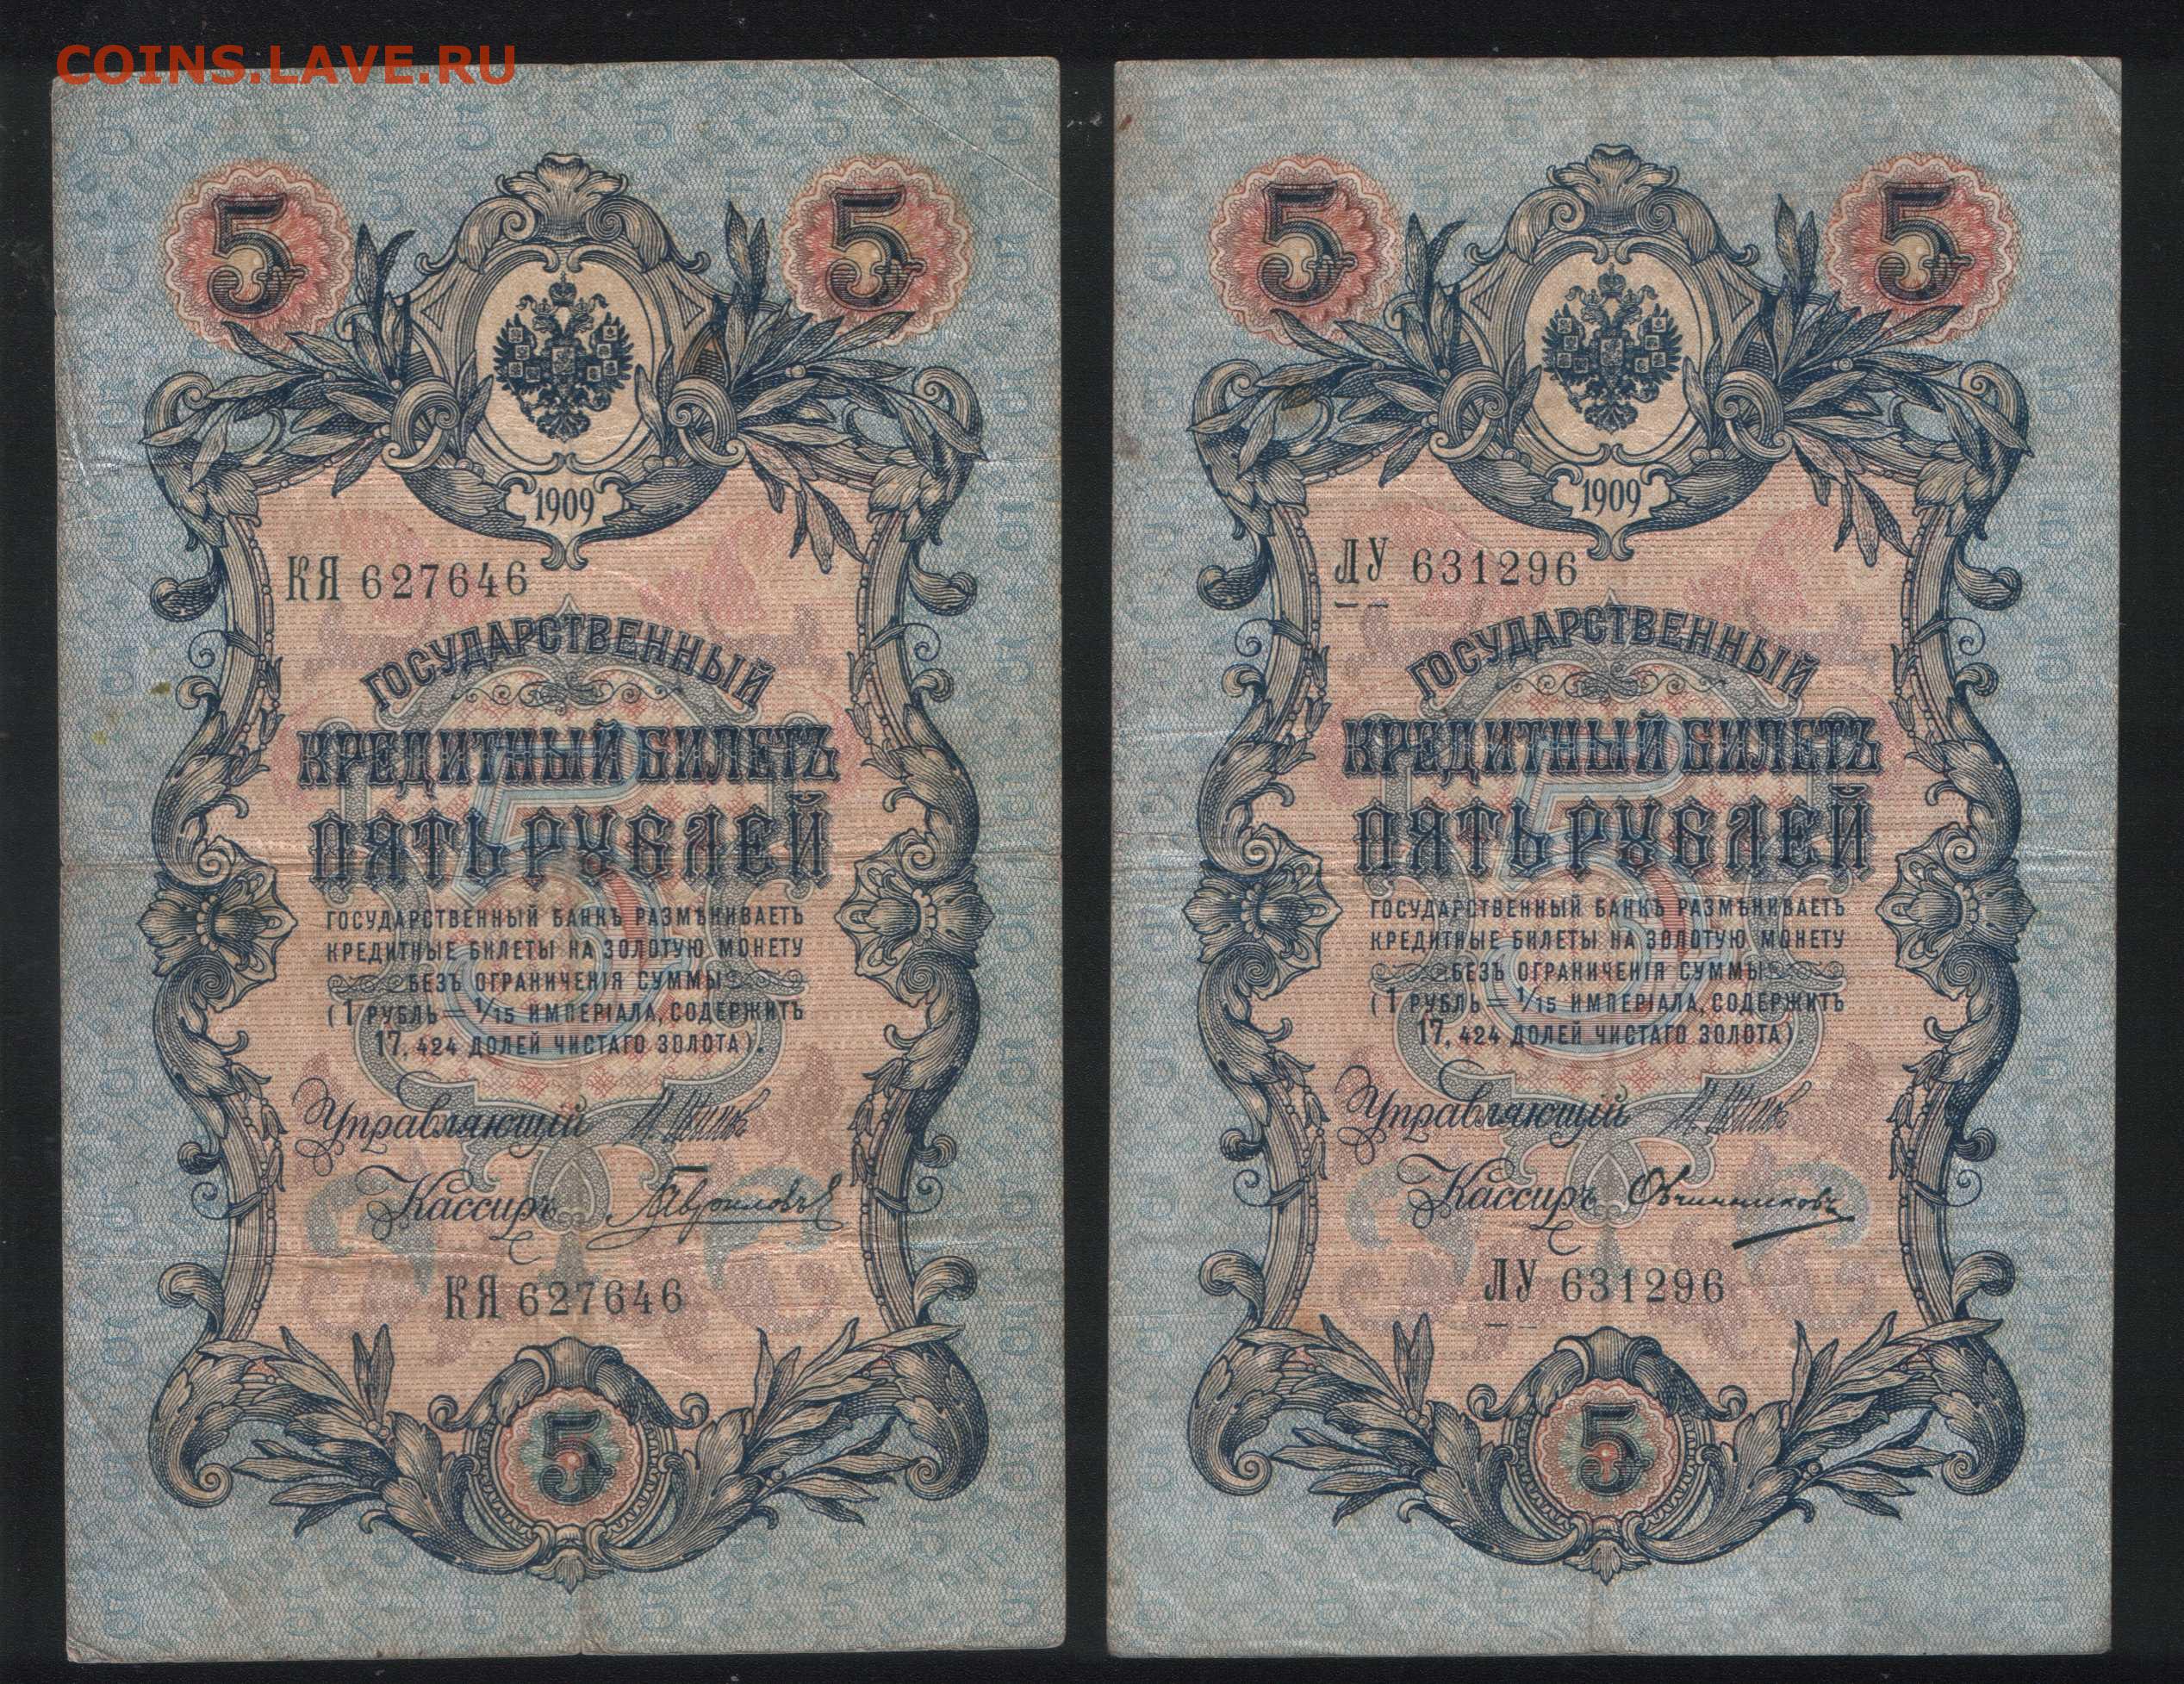 COINS.LAVE.RU
5 5
1909
КЯ 627646
ГОСУДАРСТВЕННЫЙ
КРЕДИТНЫЙ БИЛЕТЪ
ПЯТЬ РУБЛЕЙ
ГОСУДАРСТВЕННЫЙ БАНКЪ РАЗМѢНИВАЕТЪ
КРЕДИТНЫЕ БИЛЕТЫ НА ЗОЛОТУЮ МОНЕТУ
БЕЗЪ ОГРАНИЧЕНІЯ СУММЫ
(1 РУБЛЬ = 1/15 ИМПЕРІАЛА, СОДЕРЖИТЪ
17,424 ДОЛЕЙ ЧИСТАГО ЗОЛОТА).
Управляющій И. Шиповъ
Кассиръ Гавриловъ
КЯ 627646
5
5 5
1909
ЛУ 631296
ГОСУДАРСТВЕННЫЙ
КРЕДИТНЫЙ БИЛЕТЪ
ПЯТЬ РУБЛЕЙ
ГОСУДАРСТВЕННЫЙ БАНКЪ РАЗМѢНИВАЕТЪ
КРЕДИТНЫЕ БИЛЕТЫ НА ЗОЛОТУЮ МОНЕТУ
БЕЗЪ ОГРАНИЧЕНІЯ СУММЫ
(1 РУБЛЬ = 1/15 ИМПЕРІАЛА, СОДЕРЖИТЪ
17,424 ДОЛЕЙ ЧИСТАГО ЗОЛОТА).
Управляющій И. Шиповъ
Кассиръ Овчинниковъ
ЛУ 631296
5